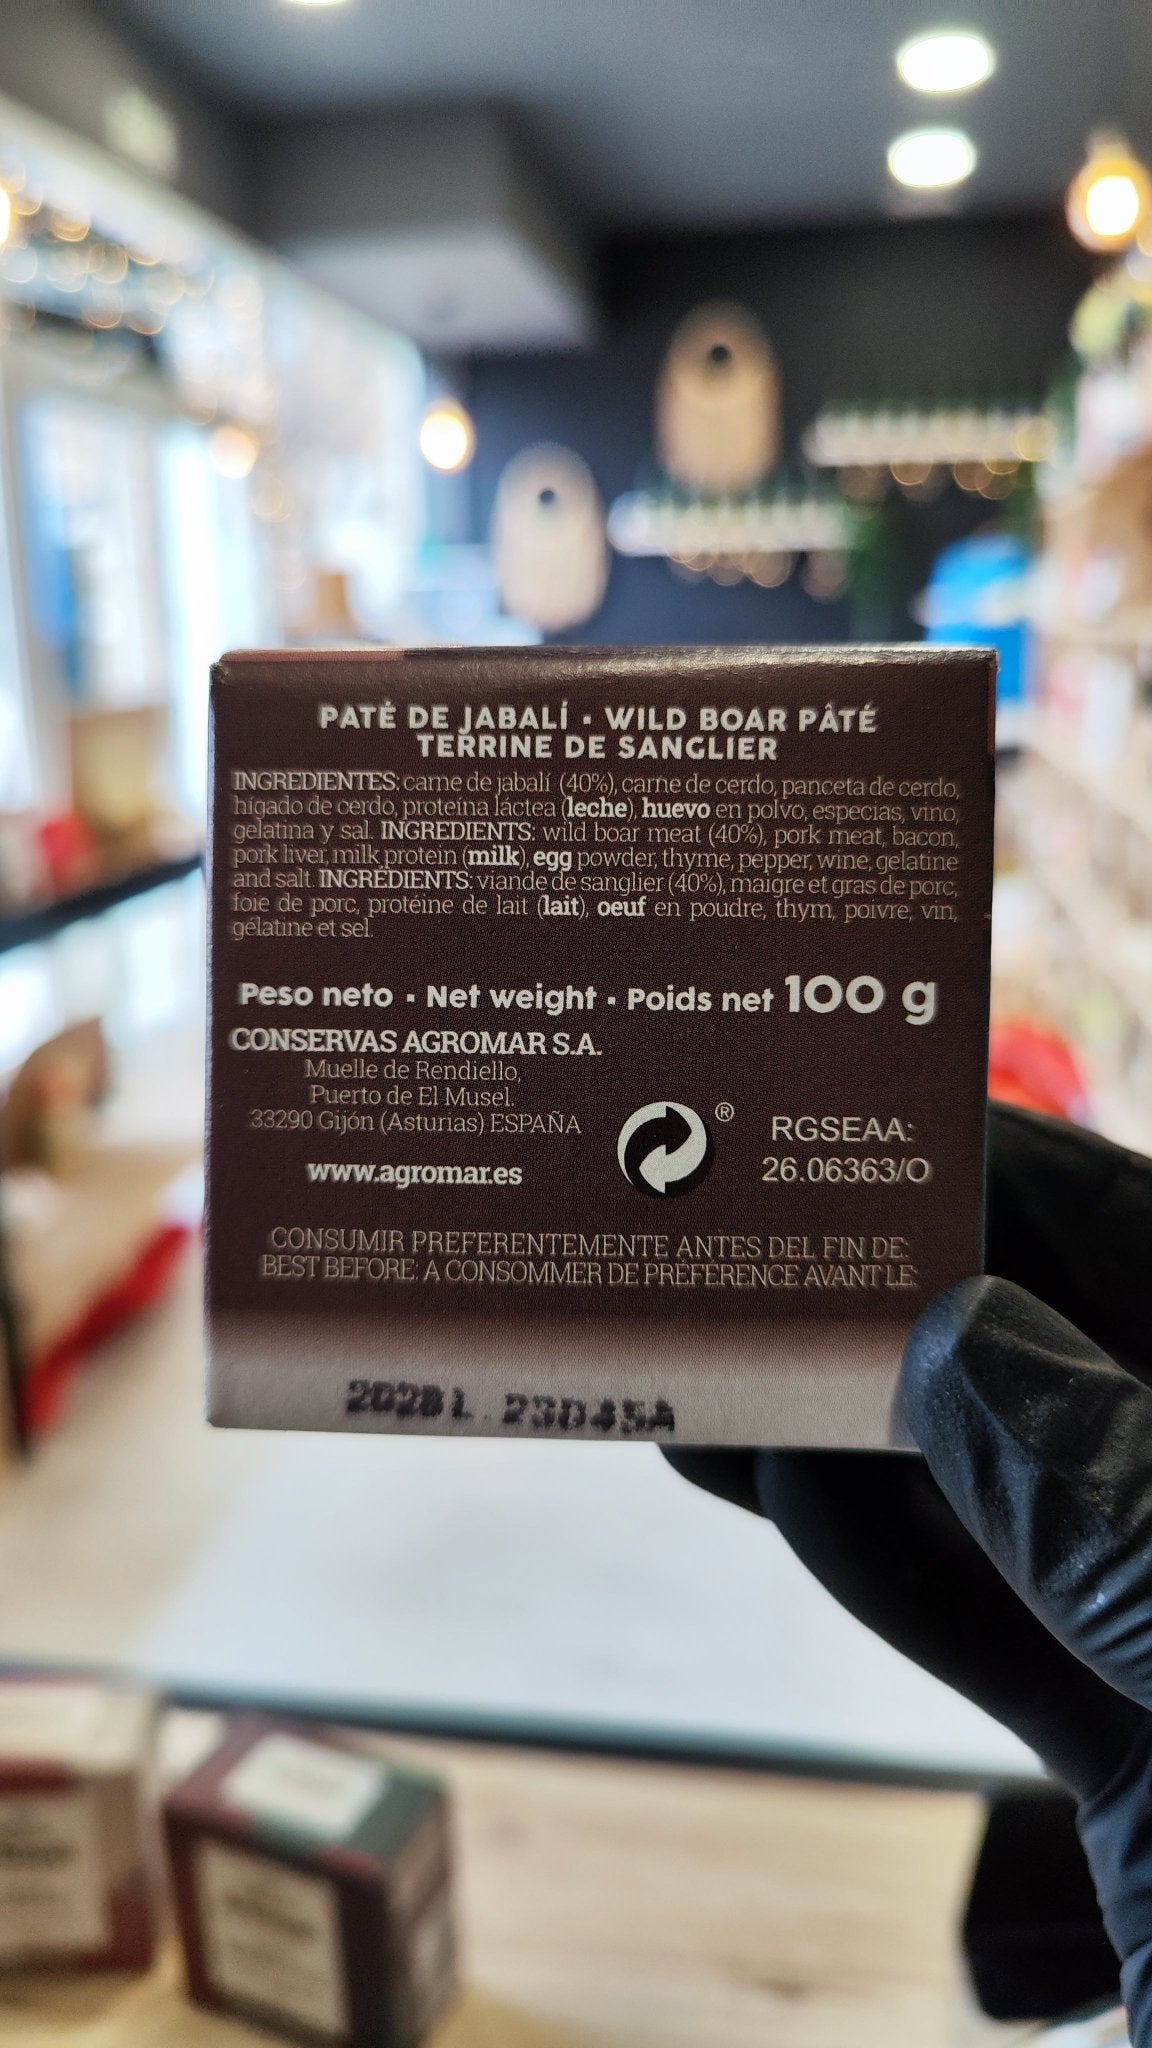 PATÉ DE JABALÍ • WILD BOAR PÂTÉ
TERRINE DE SANGLIER
INGREDIENTES: carne de jabalí (40%), carne de cerdo, panceta de cerdo,
hígado de cerdo, proteína láctea (leche), huevo en polvo, especias, vino,
gelatina y sal. INGREDIENTS: wild boar meat (40%), pork meat, bacon,
pork liver, milk protein (milk), egg powder, thyme, pepper, wine, gelatine
and salt. INGRÉDIENTS: viande de sanglier (40%), maigre et gras de porc,
foie de porc, protéine de lait (lait), oeuf en poudre, thym, poivre, vin,
gélatine et sel.
Peso neto • Net weight • Poids net 100 g
CONSERVAS AGROMAR S.A.
Muelle de Rendiello,
Puerto de El Musel.
33290 Gijón (Asturias) ESPAÑA
www.agromar.es
®
RGSEAA:
26.06363/O
CONSUMIR PREFERENTEMENTE ANTES DEL FIN DE:
BEST BEFORE: A CONSOMMER DE PRÉFÉRENCE AVANT LE:
2028 L 23045A